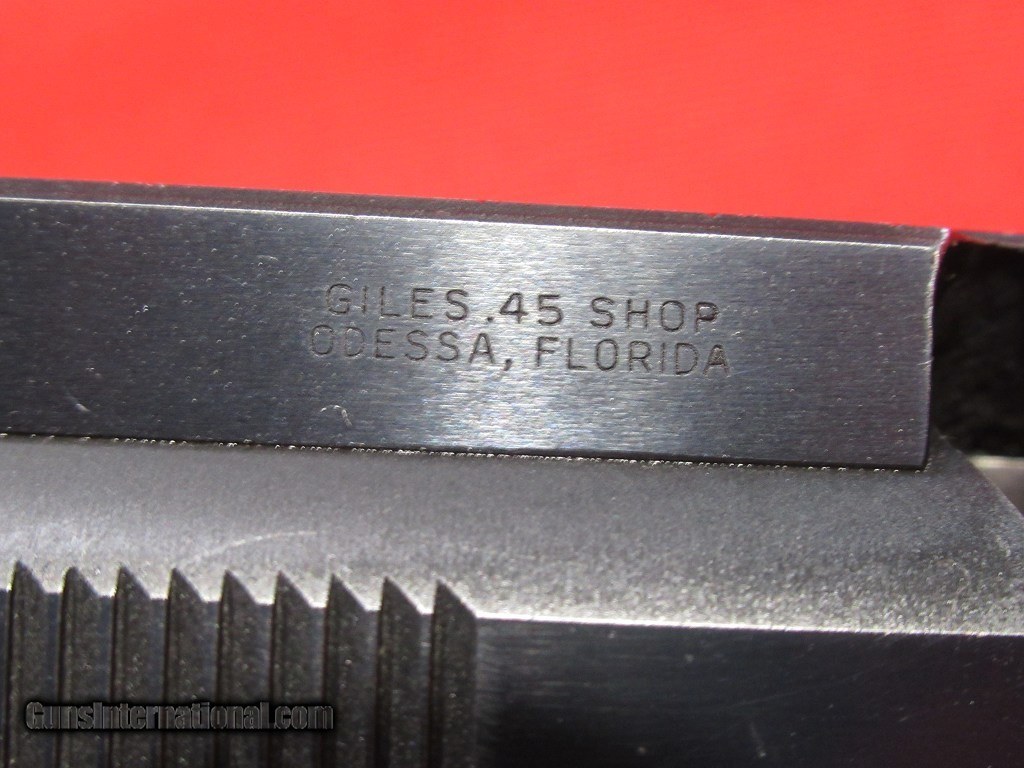 GILES .45 SHOP
ODESSA, FLORIDA
GunsInternational.com